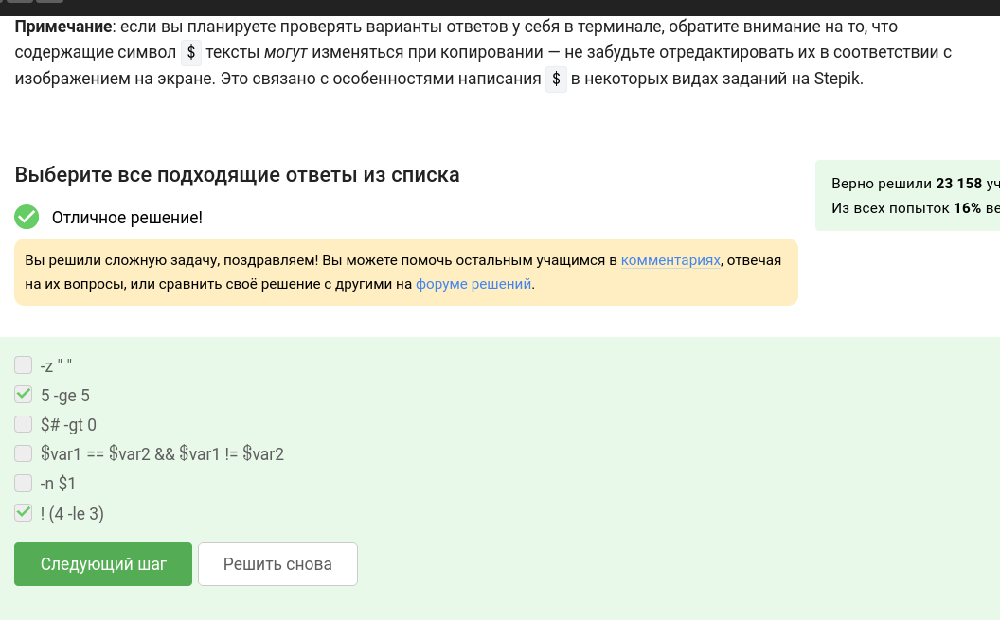 Примечание: если вы планируете проверять варианты ответов у себя в терминале, обратите внимание на то, что
содержащие символ $ тексты могут изменяться при копировании — не забудьте отредактировать их в соответствии с
изображением на экране. Это связано с особенностями написания $ в некоторых видах заданий на Stepik.
Выберите все подходящие ответы из списка
Верно решили 23 158 уч
Из всех попыток 16% ве
Отличное решение!
Вы решили сложную задачу, поздравляем! Вы можете помочь остальным учащимся в комментариях, отвечая
на их вопросы, или сравнить своё решение с другими на форуме решений.
-z " "
5 -ge 5
$# -gt 0
$var1 == $var2 && $var1 != $var2
-n $1
! (4 -le 3)
Следующий шаг
Решить снова